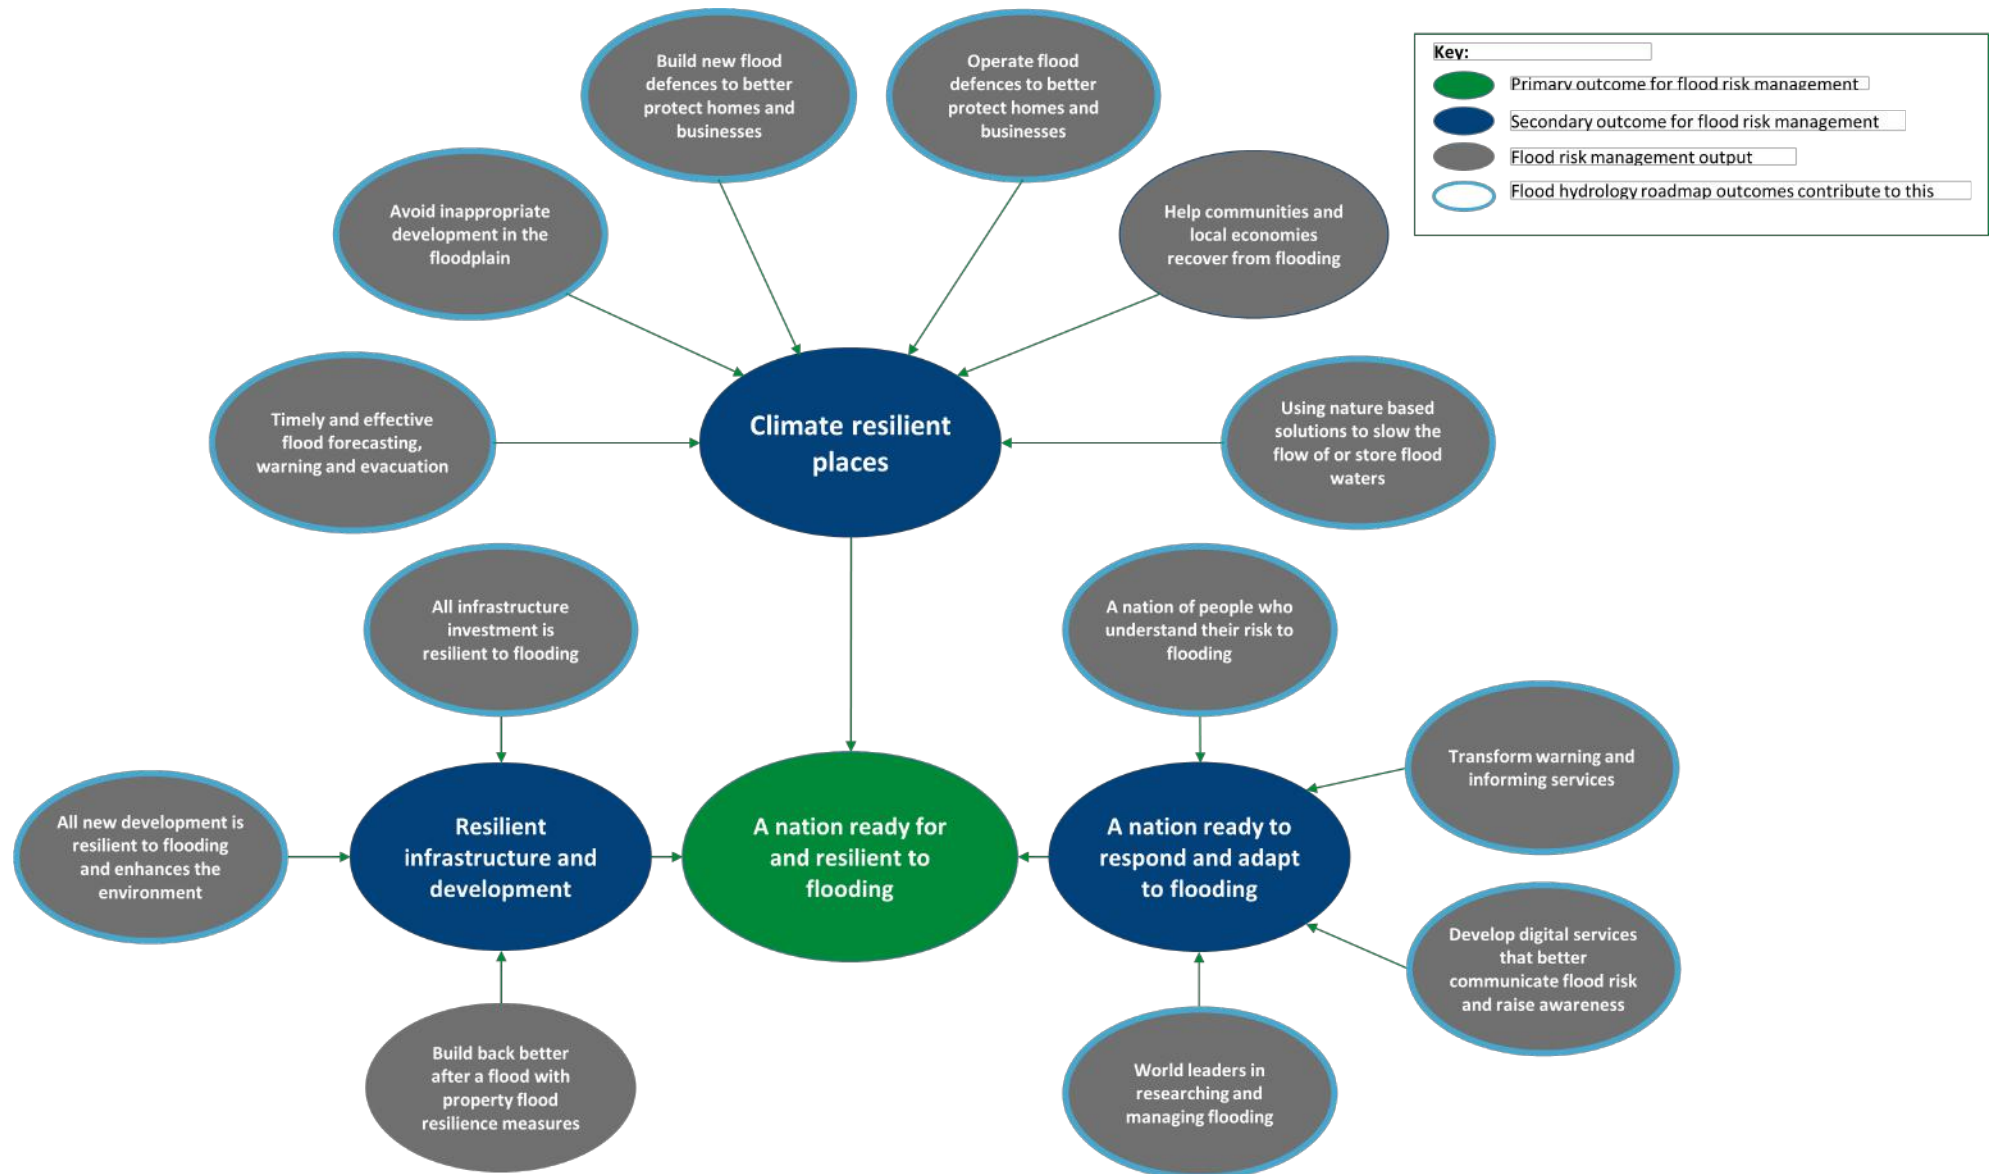 Build new flood
defences to better
protect homes and
businesses
Operate flood
defences to better
protect homes and
businesses
Key:
Primary outcome for flood risk management
Secondary outcome for flood risk management
Flood risk management output
Flood hydrology roadmap outcomes contribute to this
Avoid inappropriate
development in the
floodplain
Help communities and
local economies
recover from flooding
Timely and effective
flood forecasting,
warning and evacuation
Climate resilient
places
Using nature based
solutions to slow the
flow of or store flood
waters
All infrastructure
investment is
resilient to flooding
A nation of people who
understand their risk to
flooding
Transform warning and
informing services
All new development is
resilient to flooding
and enhances the
environment
Resilient
infrastructure and
development
A nation ready for
and resilient to
flooding
A nation ready to
respond and adapt
to flooding
Develop digital services
that better
communicate flood risk
and raise awareness
Build back better
after a flood with
property flood
resilience measures
World leaders in
researching and
managing flooding